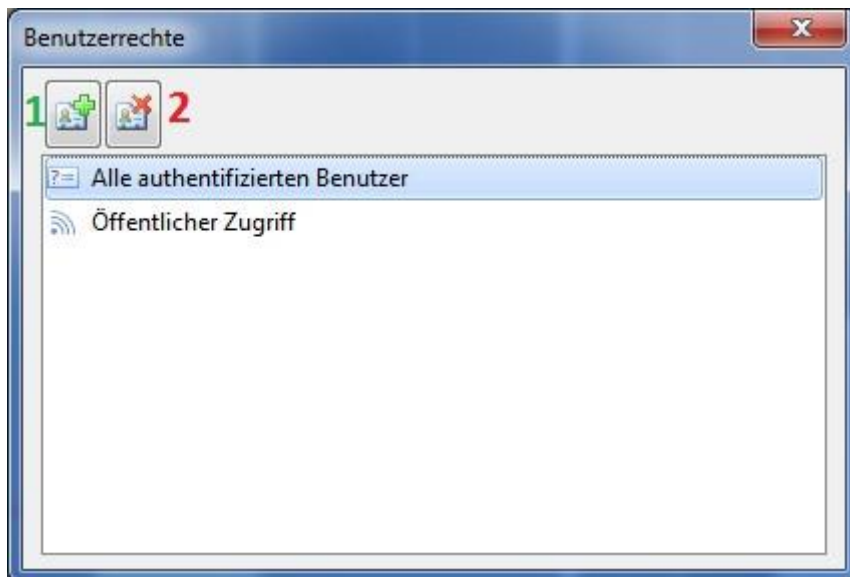 Benutzerrechte
1 2
?= Alle authentifizierten Benutzer
Öffentlicher Zugriff